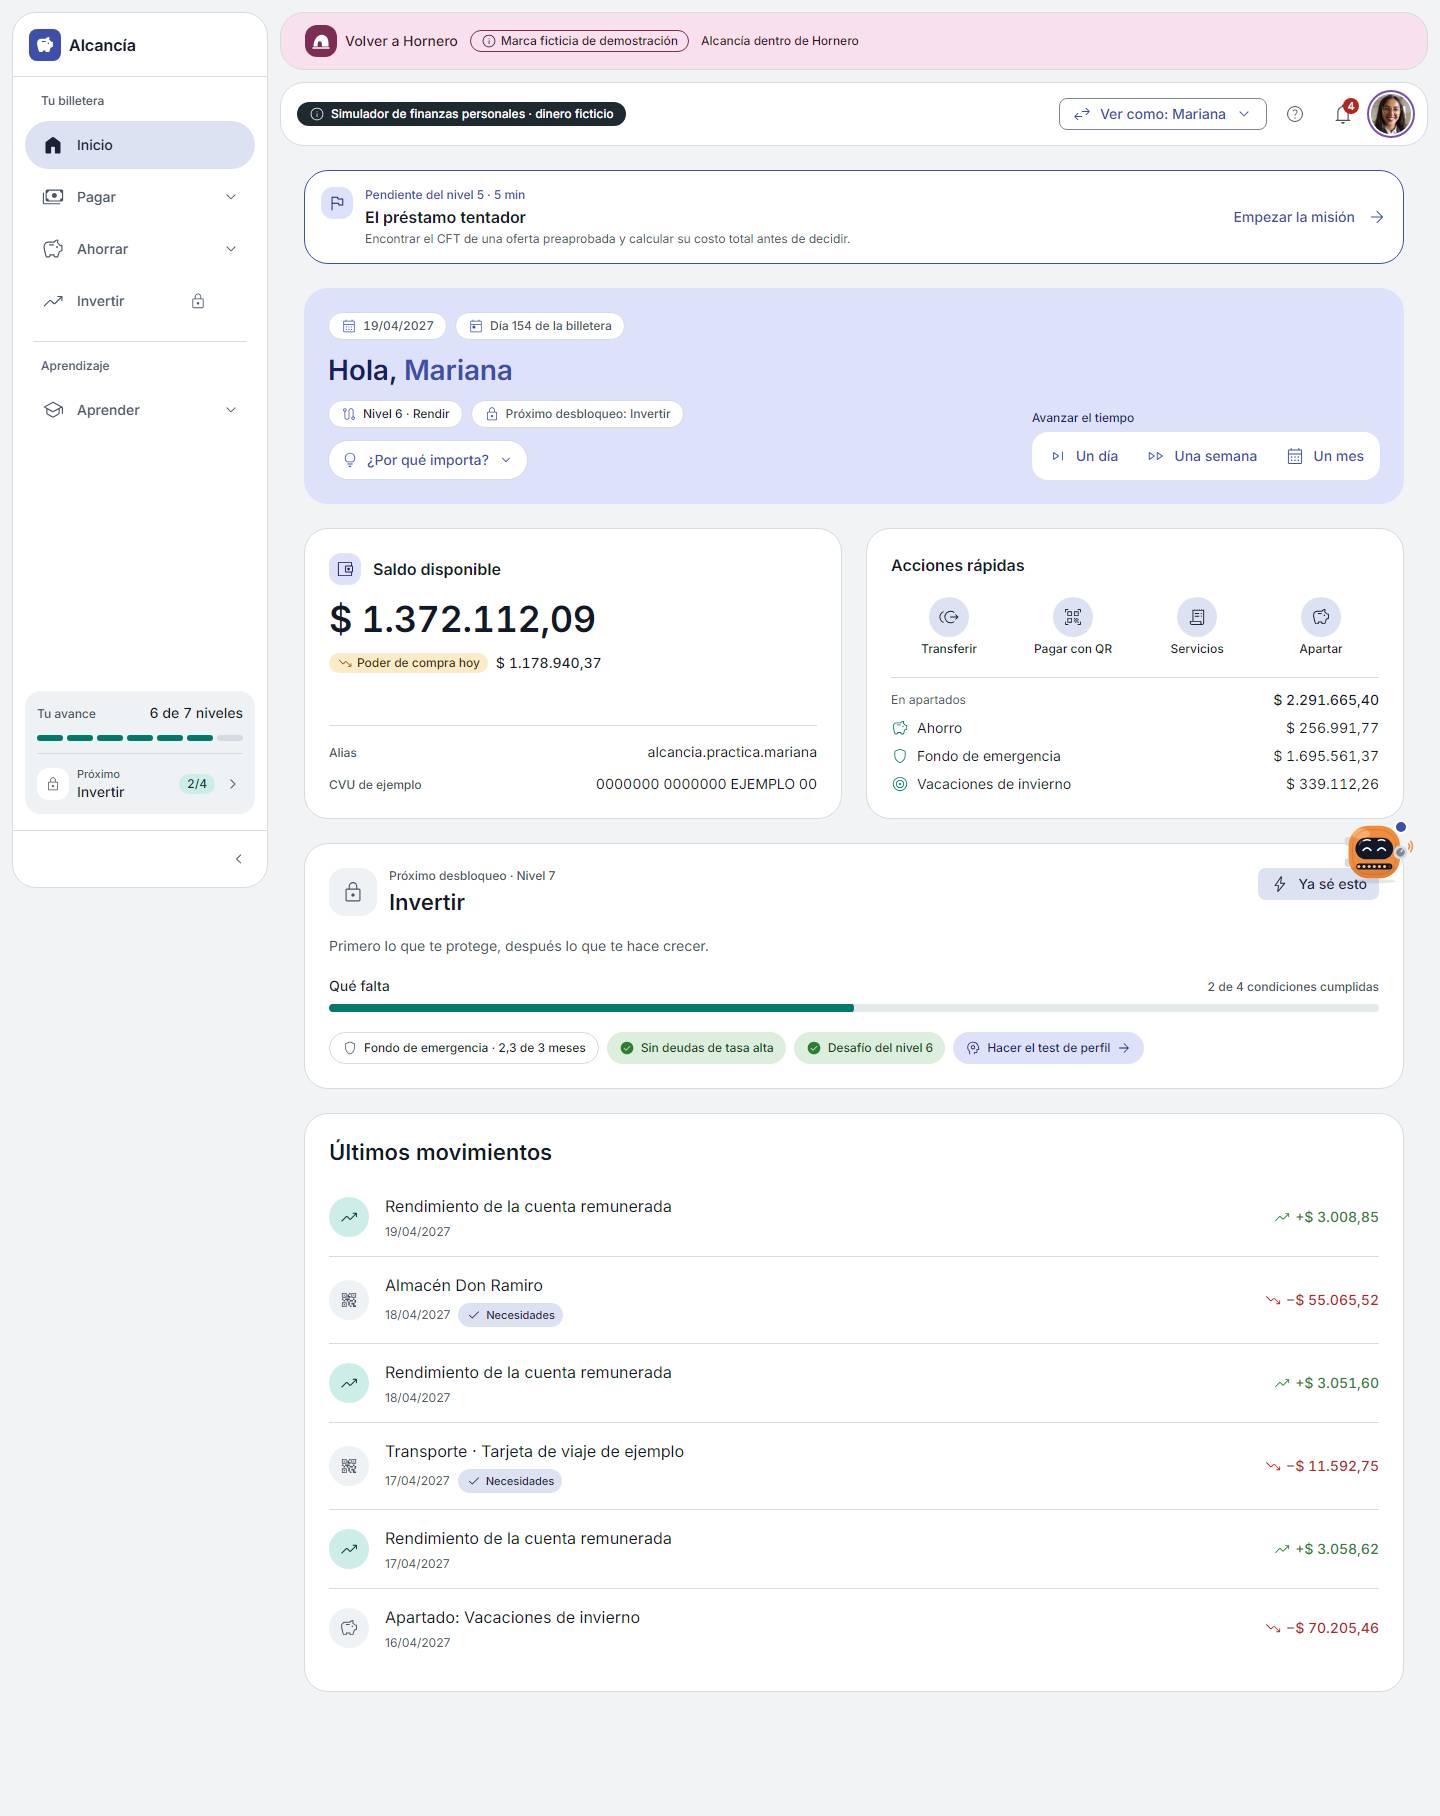 Alcancía
Tu billetera
Inicio
Pagar
Ahorrar
Invertir
Aprendizaje
Aprender
Tu avance
6 de 7 niveles
Próximo
Invertir
2/4
Volver a Hornero
Marca ficticia de demostración
Alcancía dentro de Hornero
Simulador de finanzas personales · dinero ficticio
Ver como: Mariana
4
Pendiente del nivel 5 · 5 min
El préstamo tentador
Encontrar el CFT de una oferta preaprobada y calcular su costo total antes de decidir.
Empezar la misión
19/04/2027
Día 154 de la billetera
Hola, Mariana
Nivel 6 · Rendir
Próximo desbloqueo: Invertir
¿Por qué importa?
Avanzar el tiempo
Un día
Una semana
Un mes
Saldo disponible
$ 1.372.112,09
Poder de compra hoy
$ 1.178.940,37
Alias
alcancia.practica.mariana
CVU de ejemplo
0000000 0000000 EJEMPLO 00
Acciones rápidas
Transferir
Pagar con QR
Servicios
Apartar
En apartados
$ 2.291.665,40
Ahorro
$ 256.991,77
Fondo de emergencia
$ 1.695.561,37
Vacaciones de invierno
$ 339.112,26
Próximo desbloqueo · Nivel 7
Invertir
Ya sé esto
Primero lo que te protege, después lo que te hace crecer.
Qué falta
2 de 4 condiciones cumplidas
Fondo de emergencia · 2,3 de 3 meses
Sin deudas de tasa alta
Desafío del nivel 6
Hacer el test de perfil
Últimos movimientos
Rendimiento de la cuenta remunerada
19/04/2027
+$ 3.008,85
Almacén Don Ramiro
18/04/2027
Necesidades
−$ 55.065,52
Rendimiento de la cuenta remunerada
18/04/2027
+$ 3.051,60
Transporte · Tarjeta de viaje de ejemplo
17/04/2027
Necesidades
−$ 11.592,75
Rendimiento de la cuenta remunerada
17/04/2027
+$ 3.058,62
Apartado: Vacaciones de invierno
16/04/2027
−$ 70.205,46